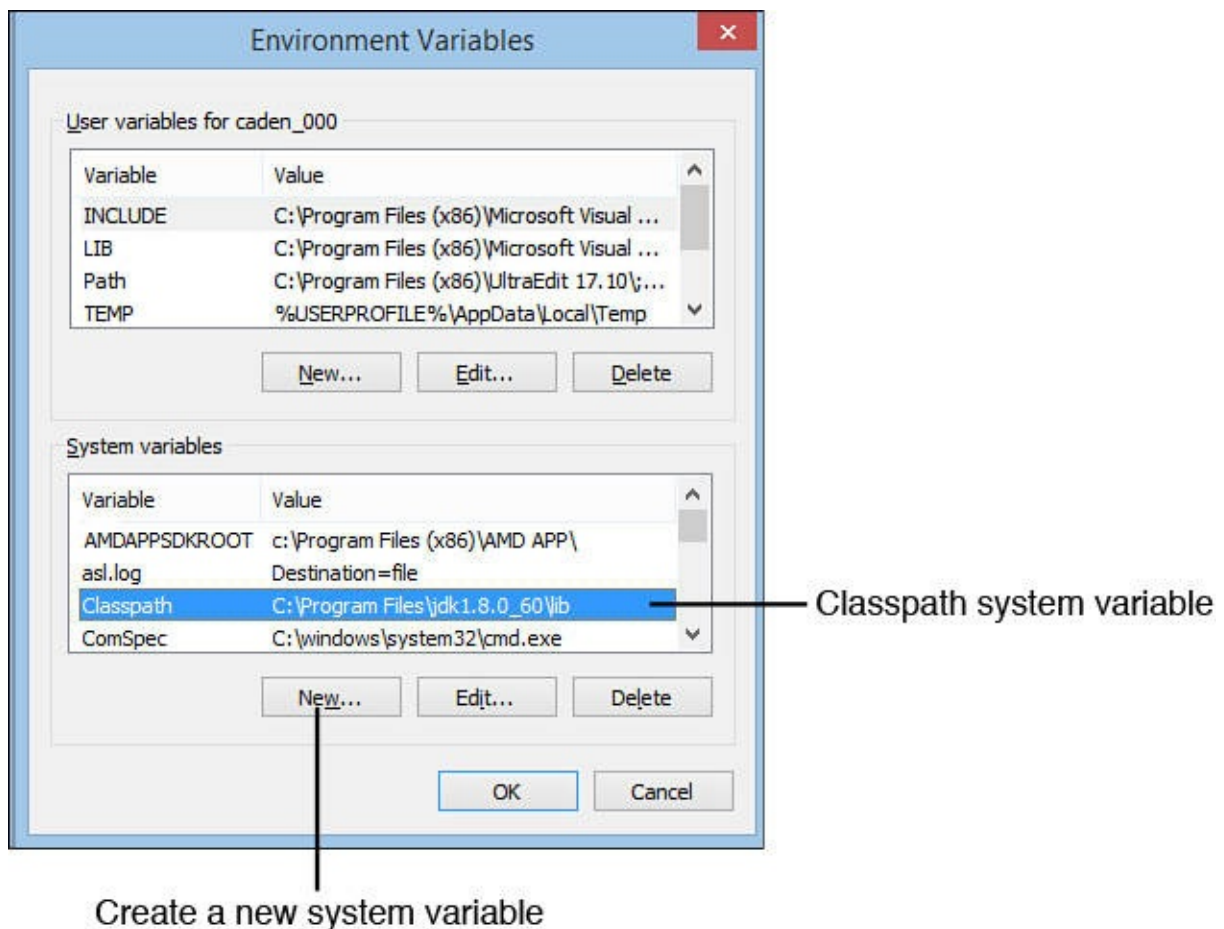 Environment Variables
User variables for caden_000
Variable Value
INCLUDE C:\Program Files (x86)\Microsoft Visual ...
LIB C:\Program Files (x86)\Microsoft Visual ...
Path C:\Program Files (x86)\UltraEdit 17.10\;...
TEMP %USERPROFILE%\AppData\Local\Temp
New... Edit... Delete
System variables
Variable Value
AMDAPPSDKROOT c:\Program Files (x86)\AMD APP\
asl.log Destination=file
Classpath C:\Program Files\jdk1.8.0_60\lib
Classpath system variable
ComSpec C:\windows\system32\cmd.exe
New... Edit... Delete
OK Cancel
Create a new system variable